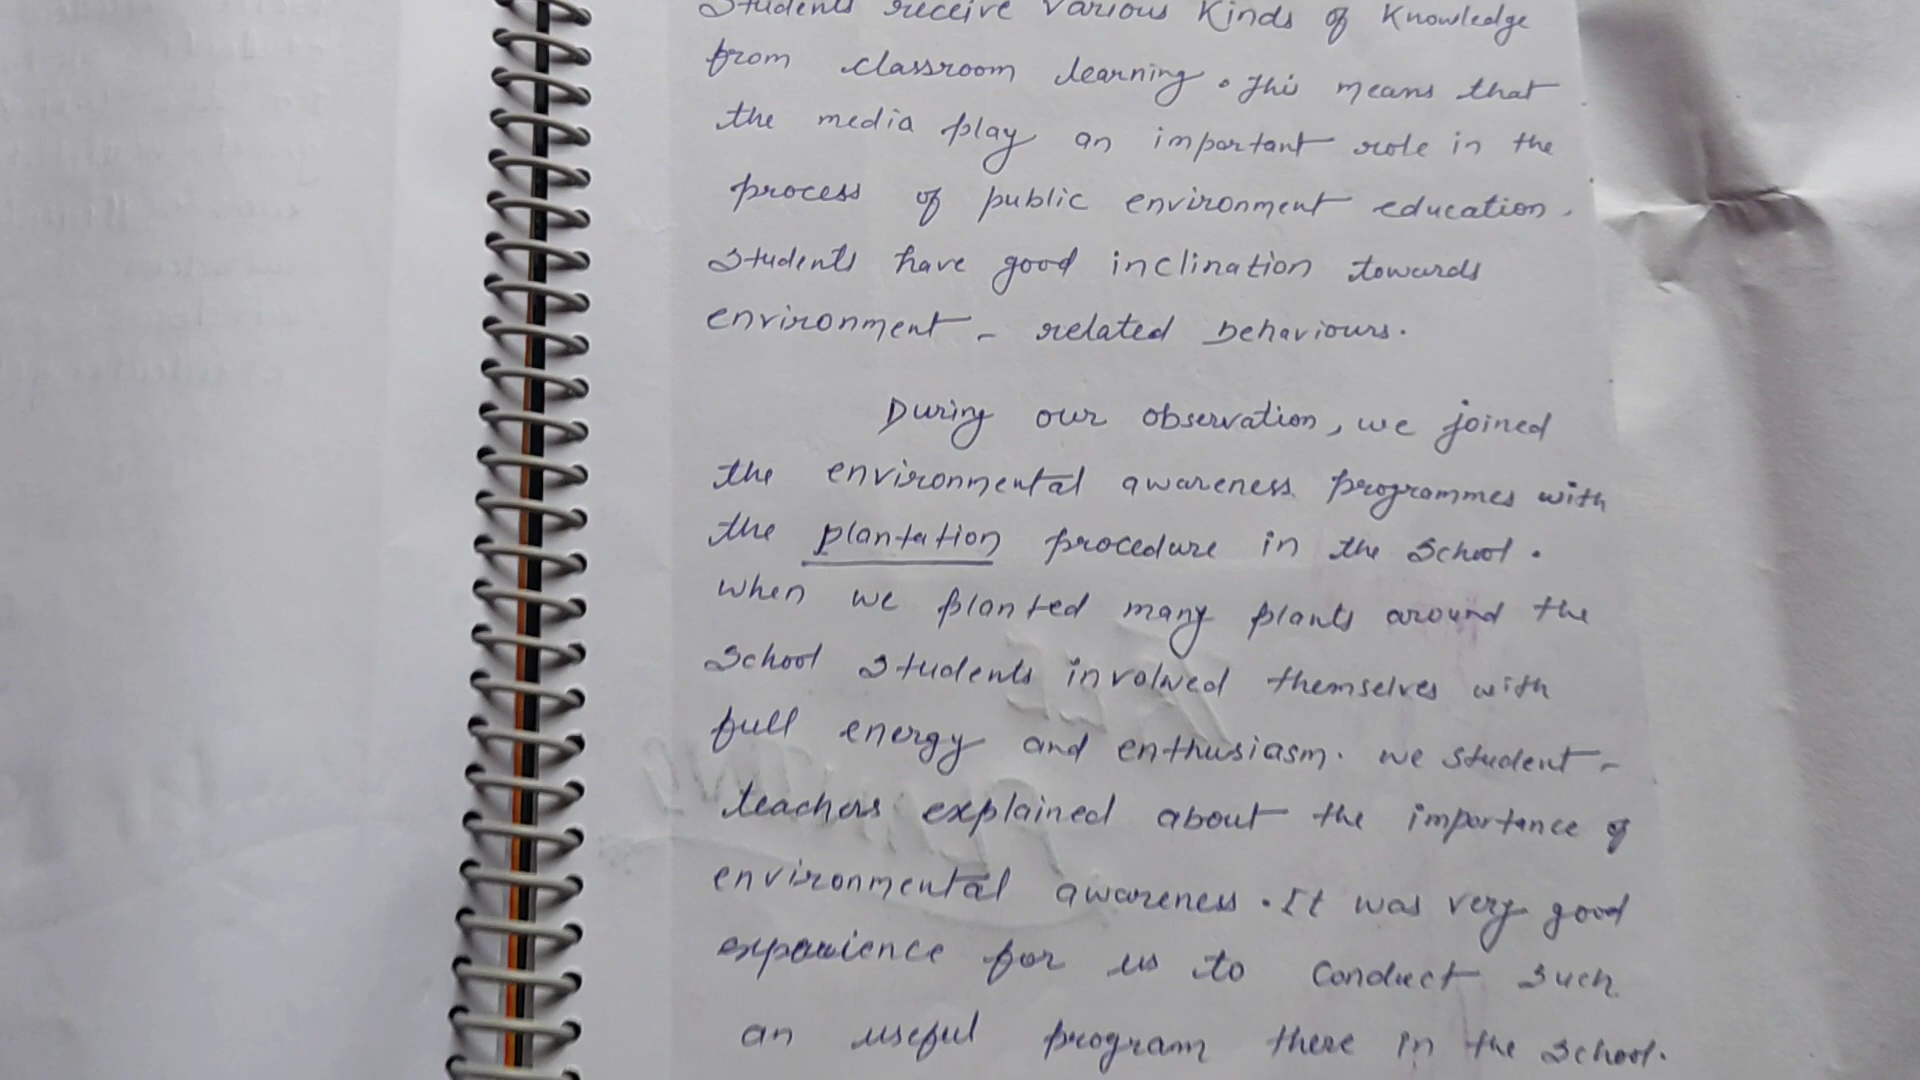 Students receive various kinds of knowledge
from classroom learning. This means that
the media play an important role in the
process of public environment education.
Students have good inclination towards
environment - related behaviours.
During our observation, we joined
the environmental awareness programmes with
the plantation procedure in the School.
When we planted many plants around the
School students involved themselves with
full energy and enthusiasm. we student-
teachers explained about the importance of
environmental awareness. It was very good
experience for us to conduct such
an useful program there in the school.